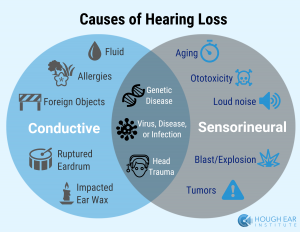 Causes of Hearing Loss
Fluid
Allergies
Foreign Objects
Conductive
Ruptured
Eardrum
Impacted
Ear Wax
Genetic
Disease
Virus, Disease,
or Infection
Head
Trauma
Aging
Ototoxicity
Loud noise
Sensorineural
Blast/Explosion
Tumors
HOUGH EAR
INSTITUTE